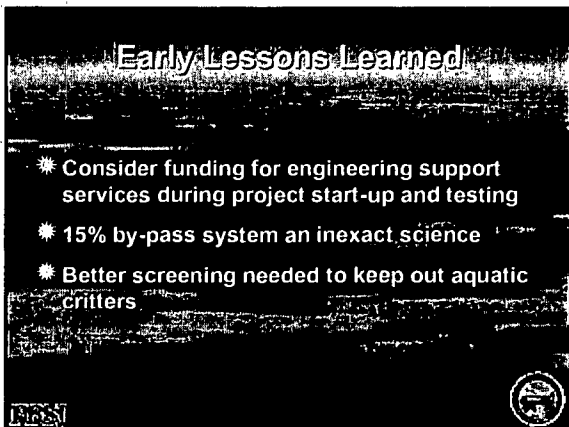 Early Lessons Learned
Consider funding for engineering support
services during project start-up and testing
15% by-pass system an inexact science
Better screening needed to keep out aquatic
critters